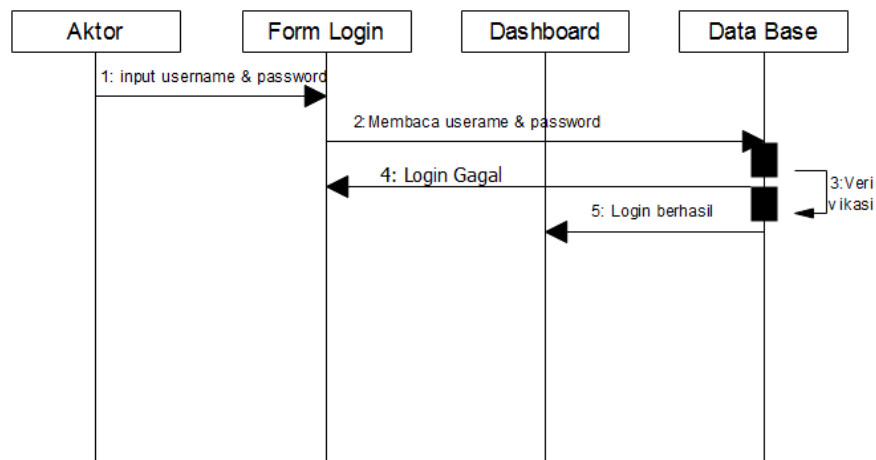 Aktor
Form Login
Dashboard
Data Base
1: input username & password
2:Membaca userame & password
4: Login Gagal
3:Veri
vikasi
5: Login berhasil